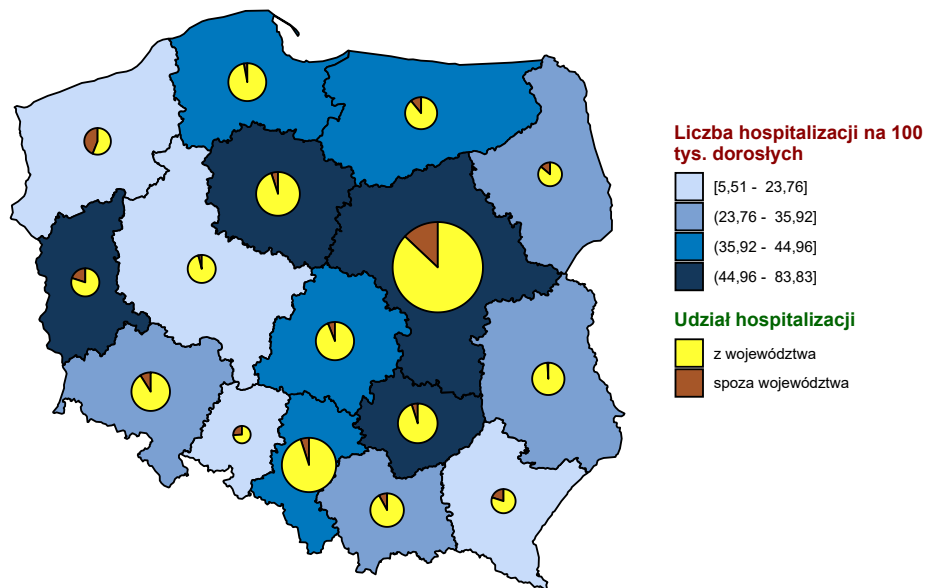 Liczba hospitalizacji na 100
tys. dorosłych
[5,51 - 23,76]
(23,76 - 35,92]
(35,92 - 44,96]
(44,96 - 83,83)
Udział hospitalizacji
z województwa
spoza województwa